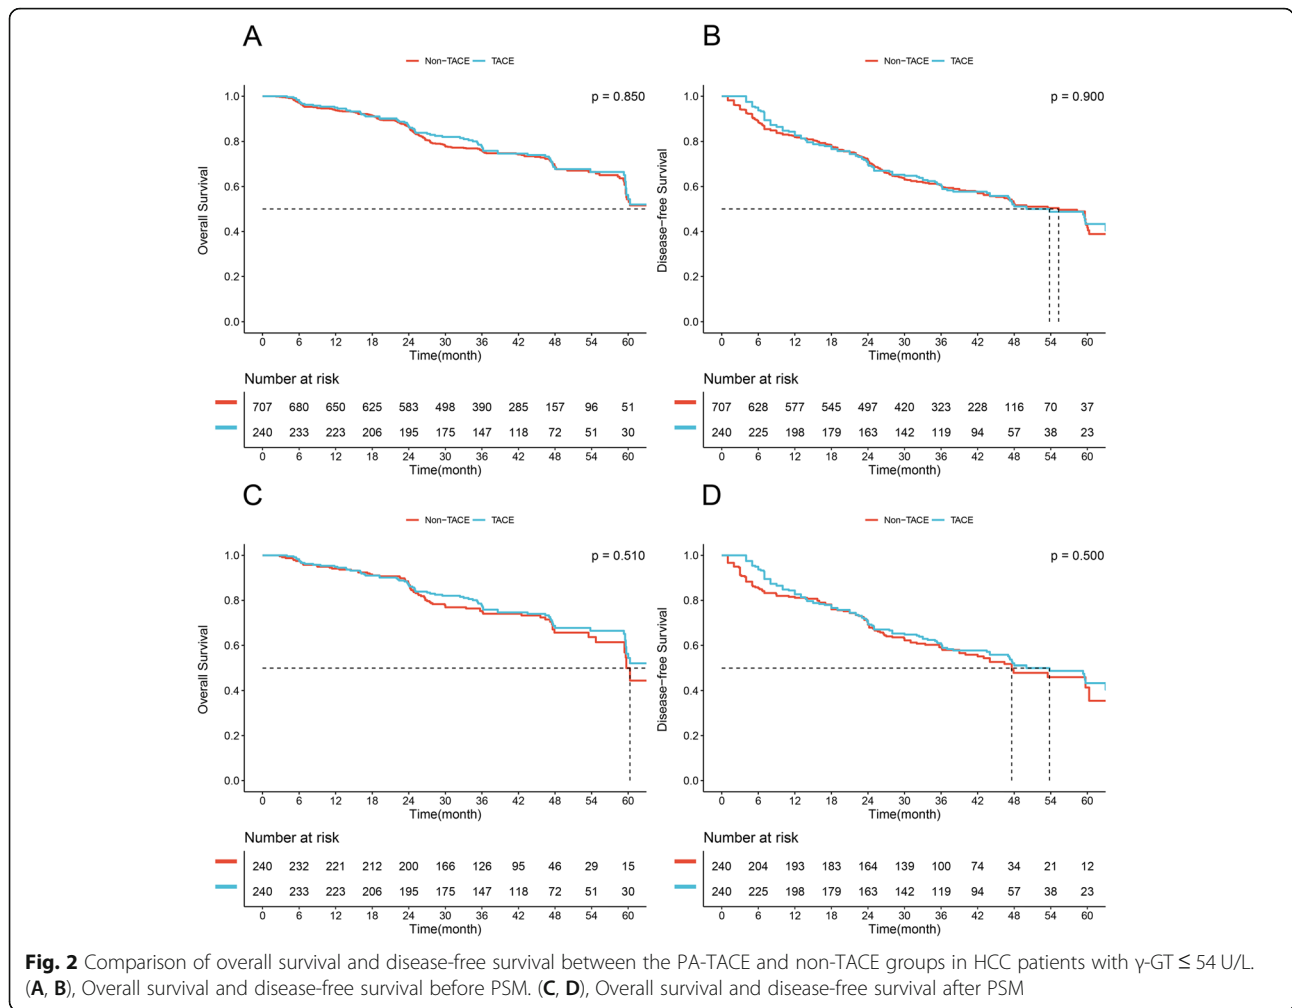 A
Non-TACE TACE
p = 0.850
1.0
0.8
0.6
0.4
0.2
0.0
Overall Survival
0 6 12 18 24 30 36 42 48 54 60
Time(month)
Number at risk
707 680 650 625 583 498 390 285 157 96 51
240 233 223 206 195 175 147 118 72 51 30
0 6 12 18 24 30 36 42 48 54 60
Time(month)
B
Non-TACE TACE
p = 0.900
1.0
0.8
0.6
0.4
0.2
0.0
Disease-free Survival
0 6 12 18 24 30 36 42 48 54 60
Time(month)
Number at risk
707 628 577 545 497 420 323 228 116 70 37
240 225 198 179 163 142 119 94 57 38 23
0 6 12 18 24 30 36 42 48 54 60
Time(month)
C
Non-TACE TACE
p = 0.510
1.0
0.8
0.6
0.4
0.2
0.0
Overall Survival
0 6 12 18 24 30 36 42 48 54 60
Time(month)
Number at risk
240 232 221 212 200 166 126 95 46 29 15
240 233 223 206 195 175 147 118 72 51 30
0 6 12 18 24 30 36 42 48 54 60
Time(month)
D
Non-TACE TACE
p = 0.500
1.0
0.8
0.6
0.4
0.2
0.0
Disease-free Survival
0 6 12 18 24 30 36 42 48 54 60
Time(month)
Number at risk
240 204 193 183 164 139 100 74 34 21 12
240 225 198 179 163 142 119 94 57 38 23
0 6 12 18 24 30 36 42 48 54 60
Time(month)
Fig. 2 Comparison of overall survival and disease-free survival between the PA-TACE and non-TACE groups in HCC patients with γ-GT ≤ 54 U/L.
(A, B), Overall survival and disease-free survival before PSM. (C, D), Overall survival and disease-free survival after PSM